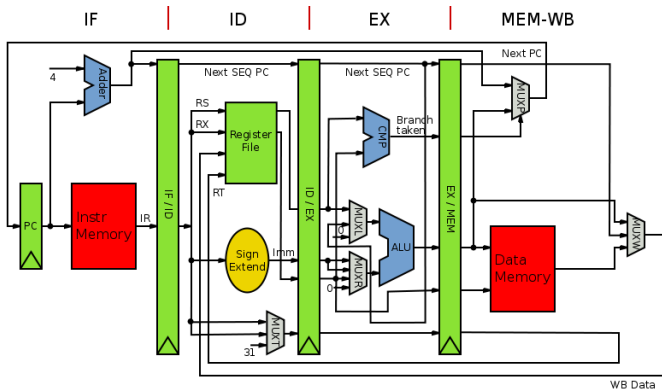 IF | ID | EX | MEM-WB
Next PC
4
Adder
Next SEQ PC
Next SEQ PC
MUXP
RS
RX
Register
File
CMP
Branch
taken
RT
IF / ID
ID / EX
EX / MEM
PC
Instr
Memory
IR
MUXL
0
ALU
MUXW
Sign
Extend
Imm
MUXR
0
Data
Memory
MUXT
31
WB Data